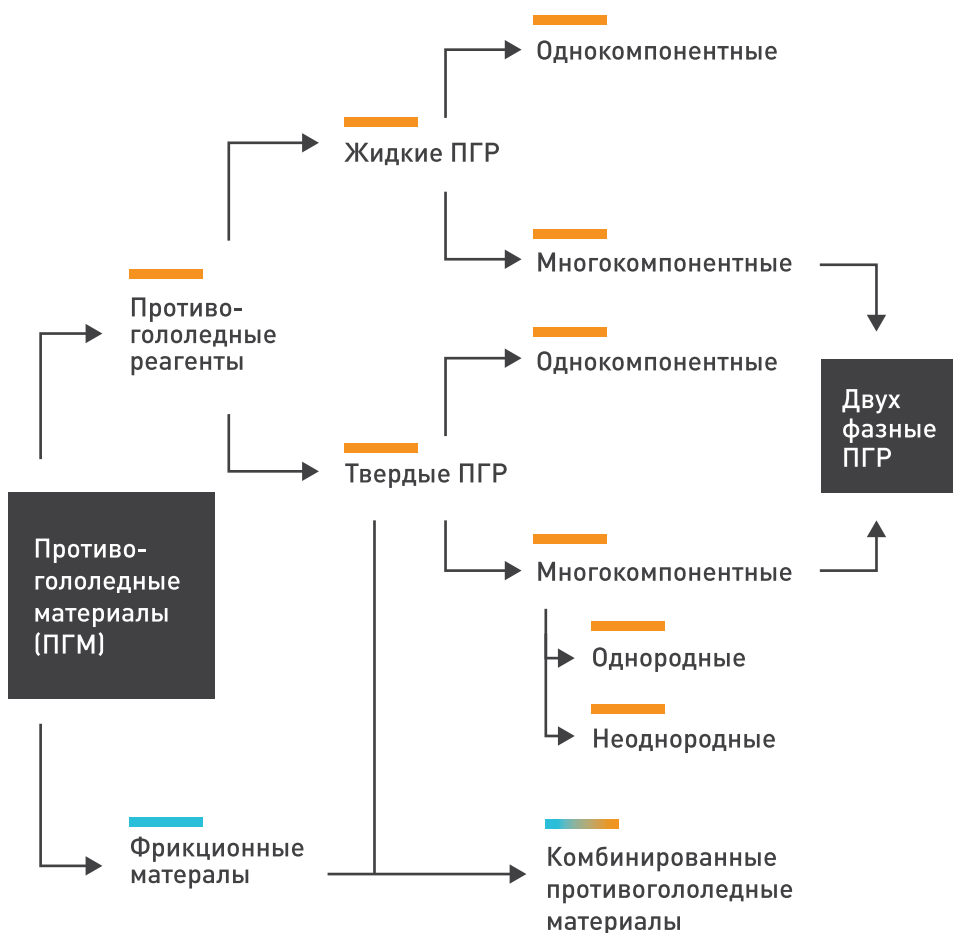 Однокомпонентные
Жидкие ПГР
Многокомпонентные
Противо-
гололедные
реагенты
Однокомпонентные
Двух
фазные
ПГР
Твердые ПГР
Противо-
гололедные
материалы
(ПГМ)
Многокомпонентные
Однородные
Неоднородные
Фрикционные
матералы
Комбинированные
противогололедные
материалы